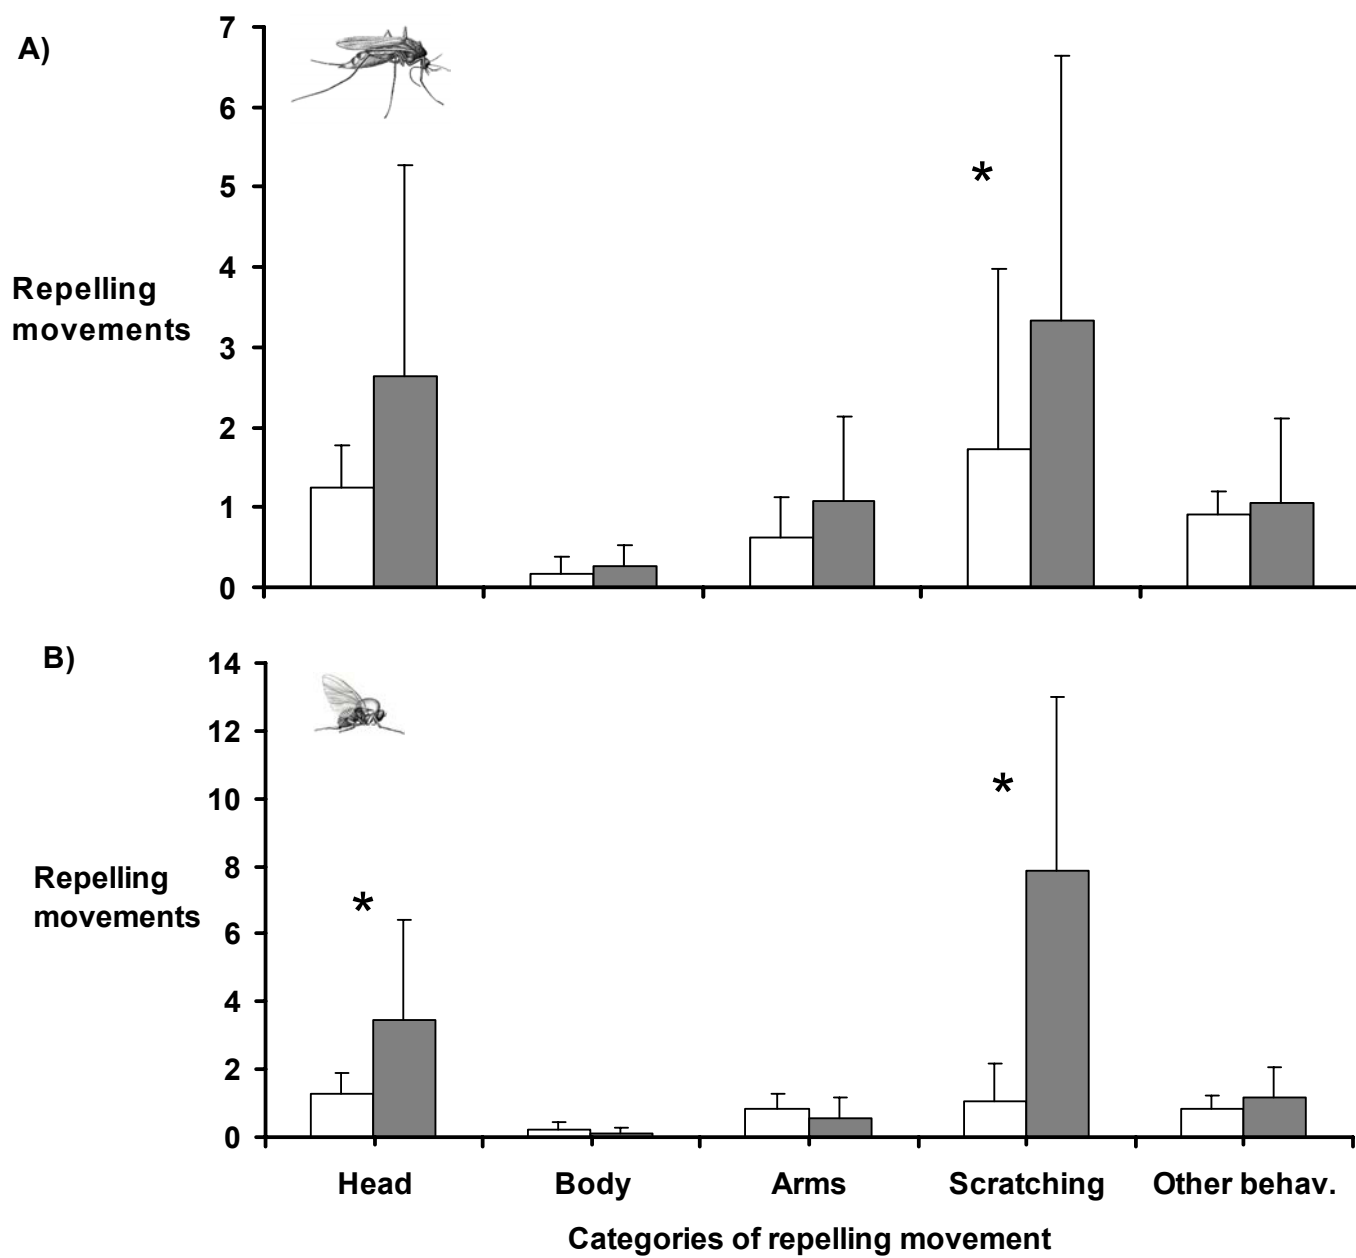 A)
7
6
5
4
3
2
1
0
Repelling
movements
*
B)
14
12
10
8
6
4
2
0
Repelling
movements
*
*
Head Body Arms Scratching Other behav.
Categories of repelling movement